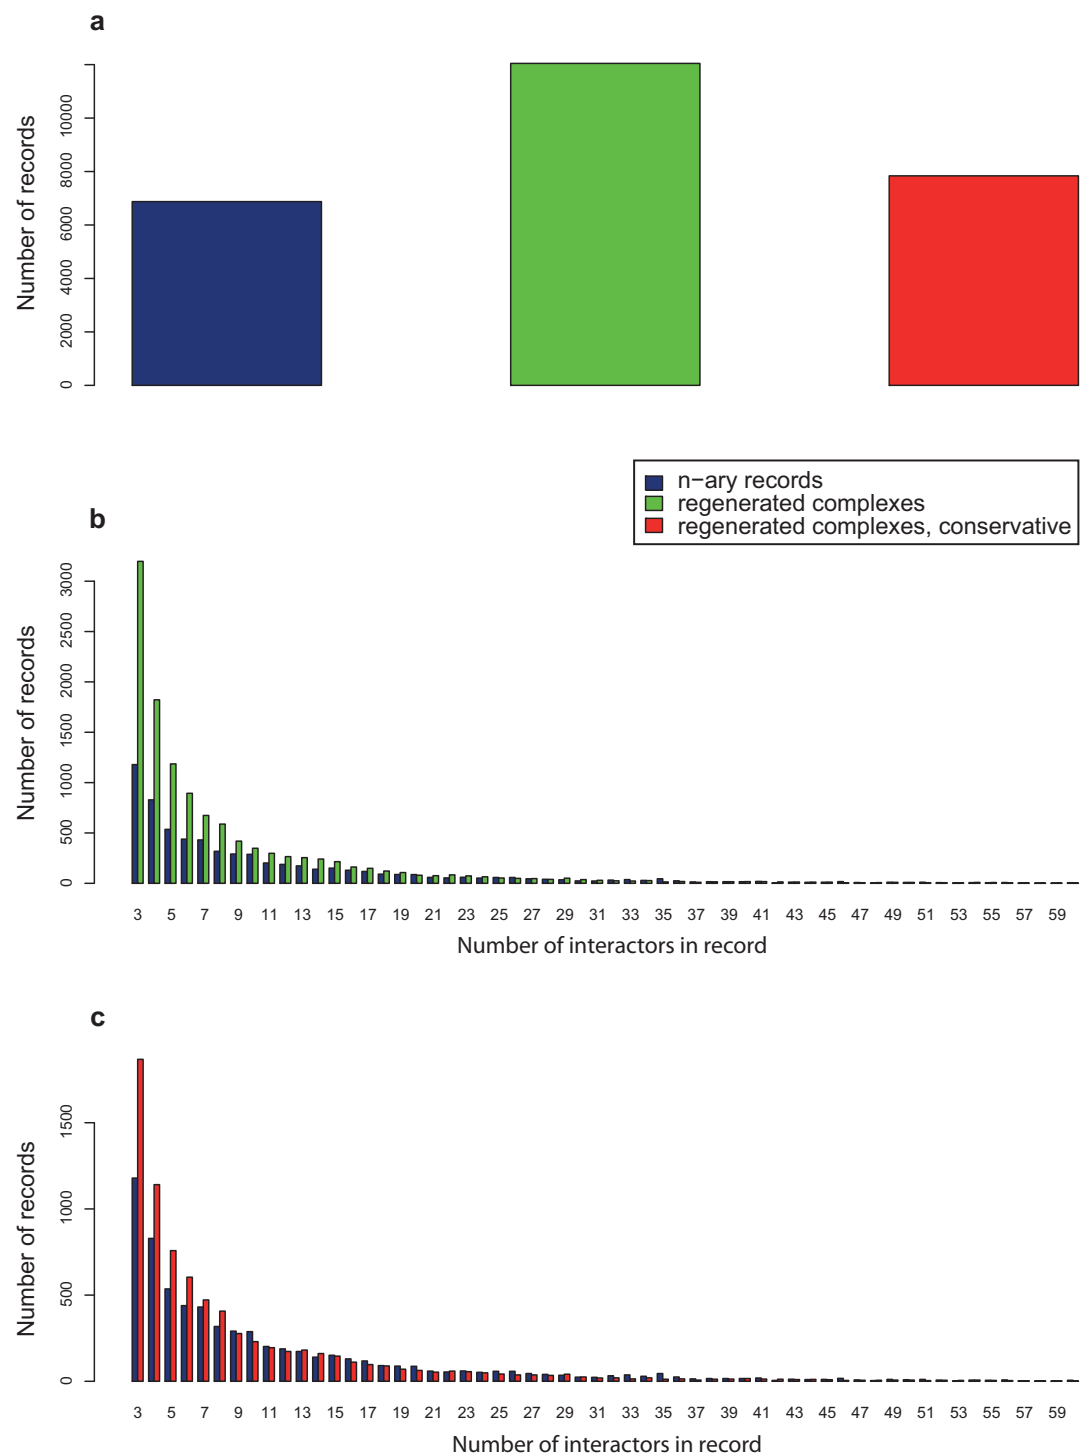 a
Number of records
0 2000 4000 6000 8000 10000
n−ary records
regenerated complexes
regenerated complexes, conservative
b
Number of records
0 500 1000 1500 2000 2500 3000
3 5 7 9 11 13 15 17 19 21 23 25 27 29 31 33 35 37 39 41 43 45 47 49 51 53 55 57 59
Number of interactors in record
c
Number of records
0 500 1000 1500
3 5 7 9 11 13 15 17 19 21 23 25 27 29 31 33 35 37 39 41 43 45 47 49 51 53 55 57 59
Number of interactors in record